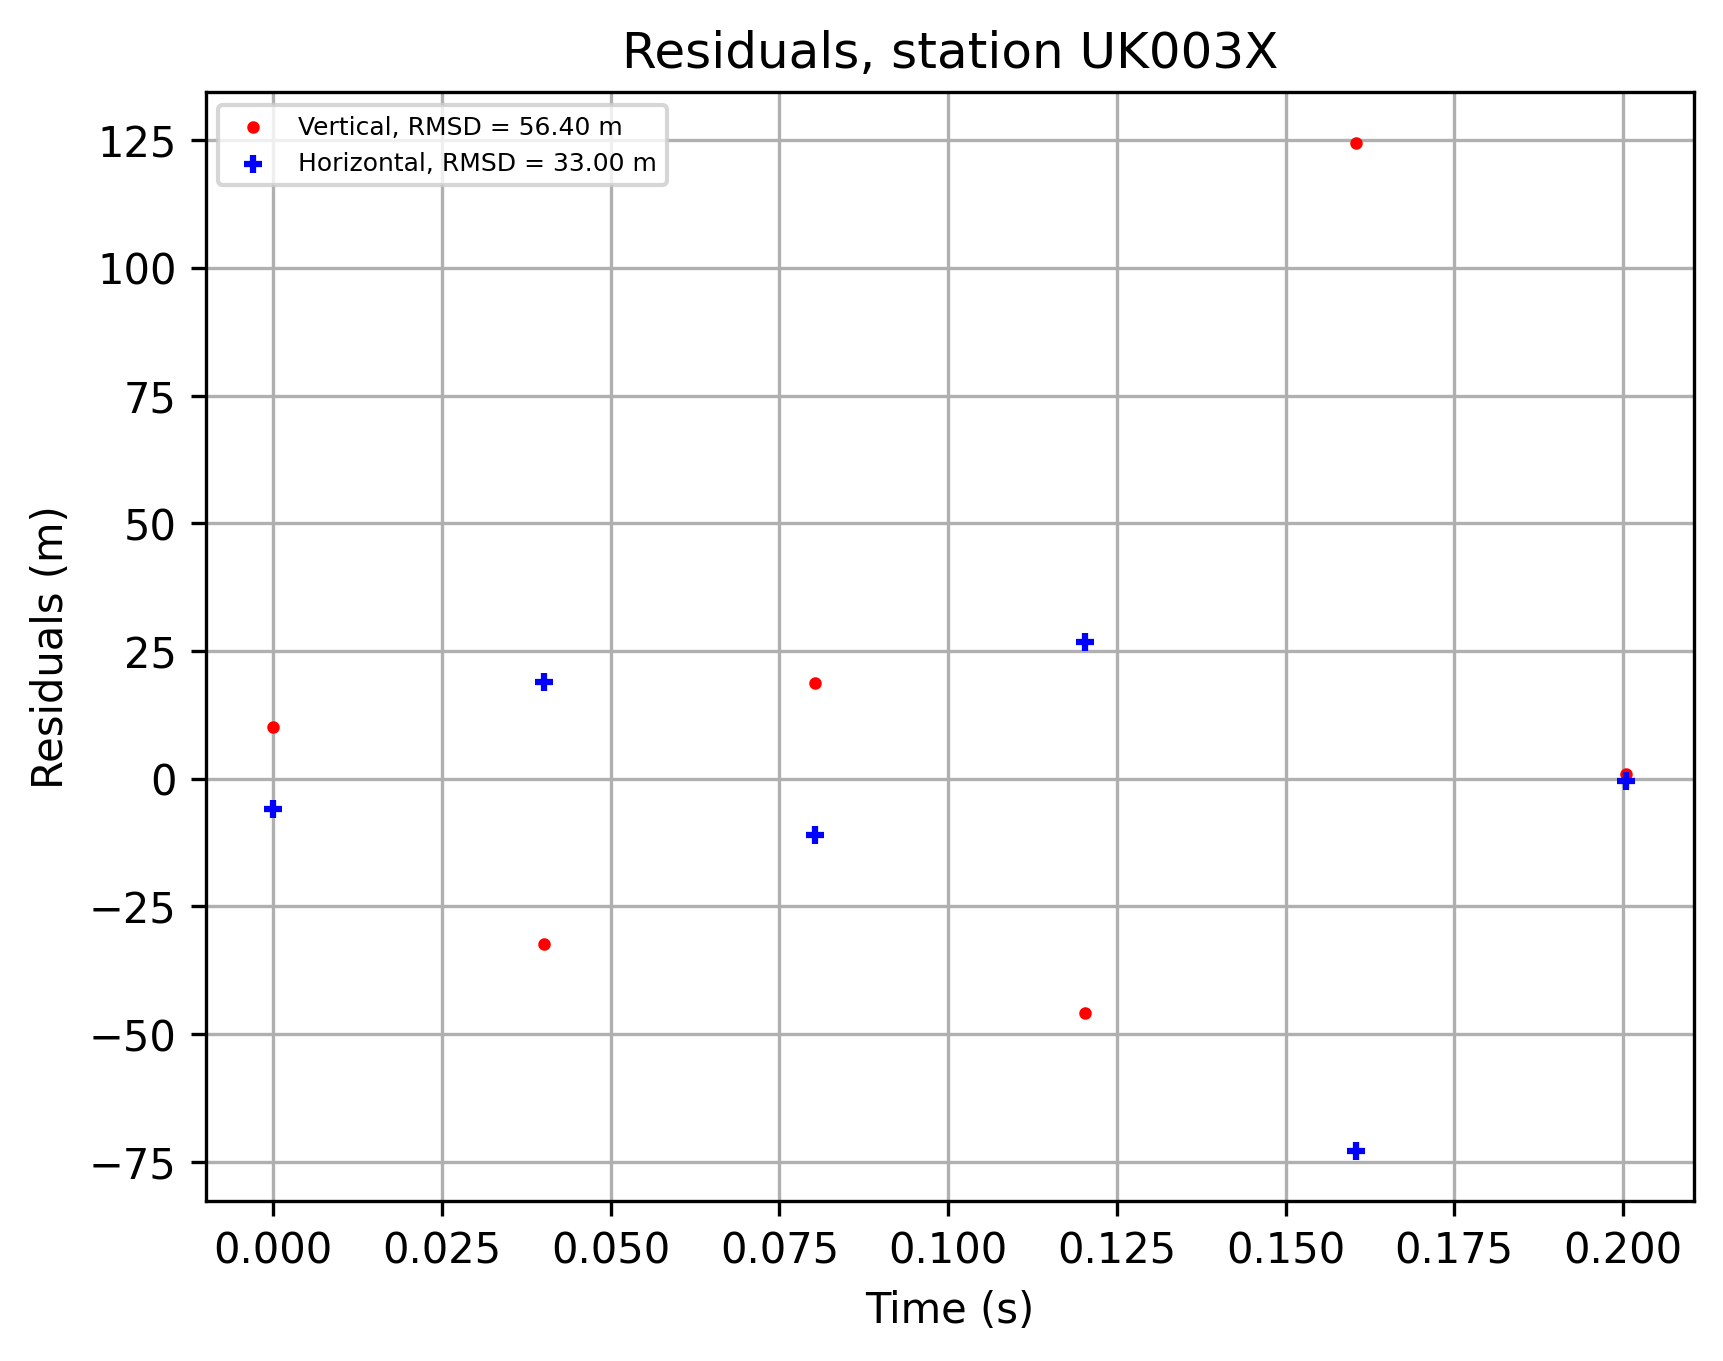 Residuals, station UK003X
Vertical, RMSD = 56.40 m
Horizontal, RMSD = 33.00 m
125
100
75
50
25
0
−25
−50
−75
Residuals (m)
0.000 0.025 0.050 0.075 0.100 0.125 0.150 0.175 0.200
Time (s)